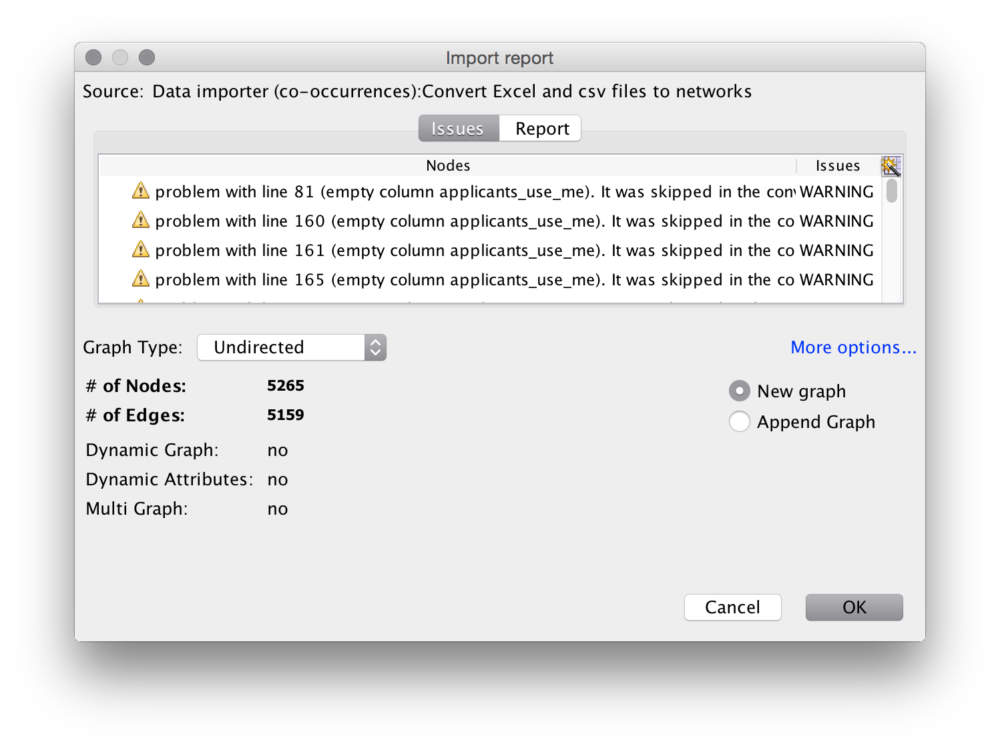 Import report
Source: Data importer (co-occurrences):Convert Excel and csv files to networks
Issues Report
Nodes Issues
problem with line 81 (empty column applicants_use_me). It was skipped in the con WARNING
problem with line 160 (empty column applicants_use_me). It was skipped in the co WARNING
problem with line 161 (empty column applicants_use_me). It was skipped in the co WARNING
problem with line 165 (empty column applicants_use_me). It was skipped in the co WARNING
Graph Type: Undirected More options...
# of Nodes: 5265
New graph
# of Edges: 5159
Append Graph
Dynamic Graph: no
Dynamic Attributes: no
Multi Graph: no
Cancel OK